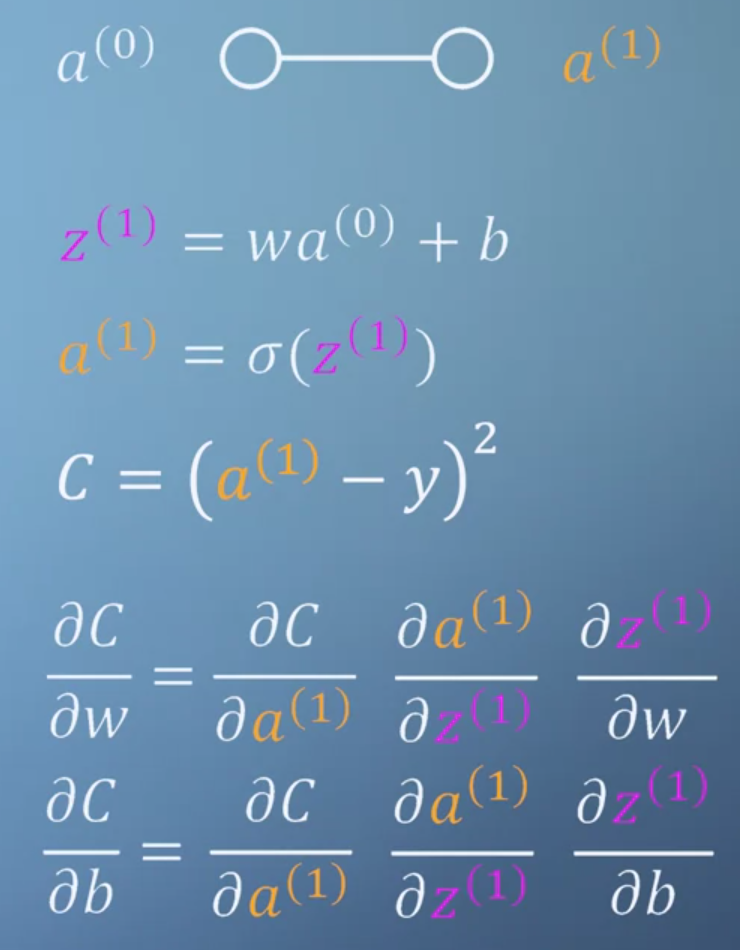 a⁽⁰⁾ a⁽¹⁾
z⁽¹⁾ = wa⁽⁰⁾ + b
a⁽¹⁾ = σ(z⁽¹⁾)
C = (a⁽¹⁾ − y)²
∂C/∂w = ∂C/∂a⁽¹⁾ ∂a⁽¹⁾/∂z⁽¹⁾ ∂z⁽¹⁾/∂w
∂C/∂b = ∂C/∂a⁽¹⁾ ∂a⁽¹⁾/∂z⁽¹⁾ ∂z⁽¹⁾/∂b